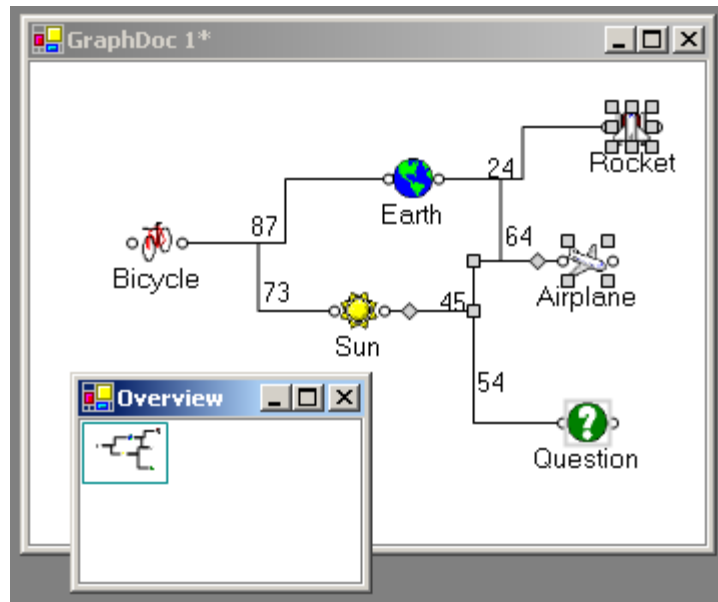 GraphDoc 1*
24
Rocket
Earth
87
64
Bicycle
73
45
Airplane
Sun
54
Overview
?
Question